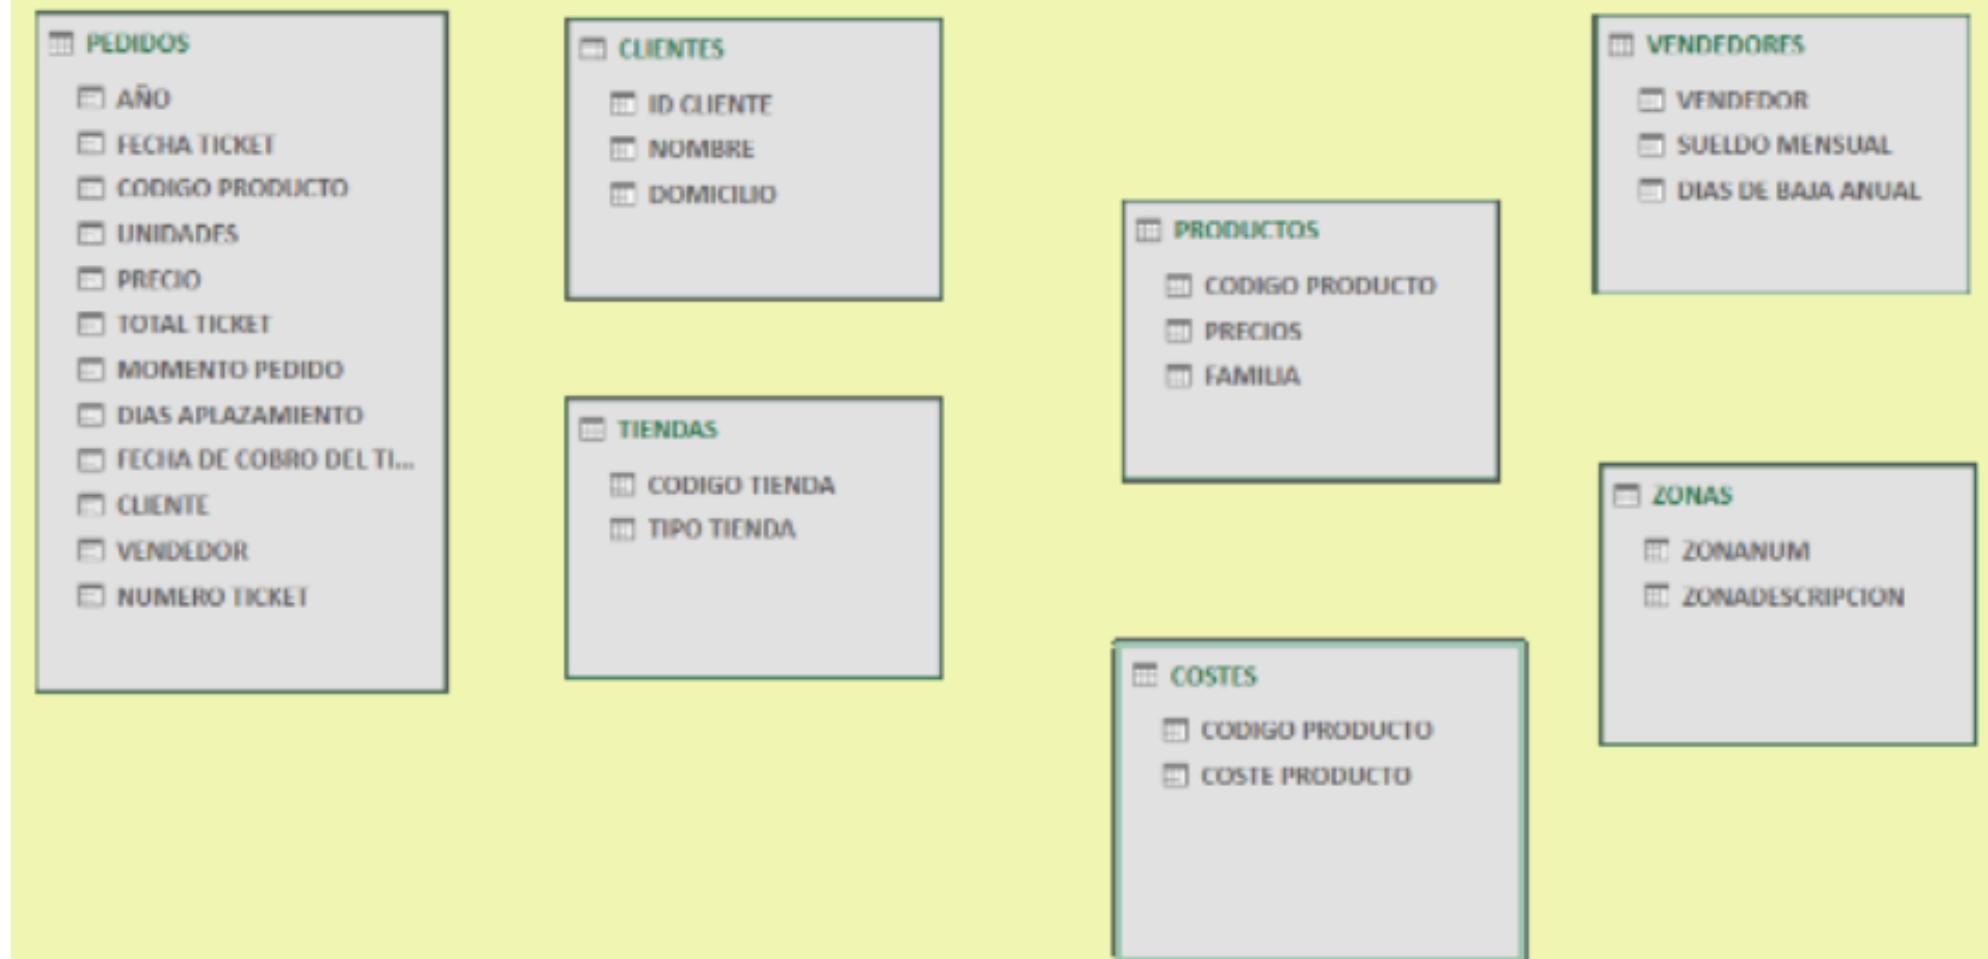 PEDIDOS
AÑO
FECHA TICKET
CODIGO PRODUCTO
UNIDADES
PRECIO
TOTAL TICKET
MOMENTO PEDIDO
DIAS APLAZAMIENTO
FECHA DE COBRO DEL TI...
CLIENTE
VENDEDOR
NUMERO TICKET
CLIENTES
ID CLIENTE
NOMBRE
DOMICILIO
TIENDAS
CODIGO TIENDA
TIPO TIENDA
PRODUCTOS
CODIGO PRODUCTO
PRECIOS
FAMILIA
COSTES
CODIGO PRODUCTO
COSTE PRODUCTO
VENDEDORES
VENDEDOR
SUELDO MENSUAL
DIAS DE BAJA ANUAL
ZONAS
ZONANUM
ZONADESCRIPCION